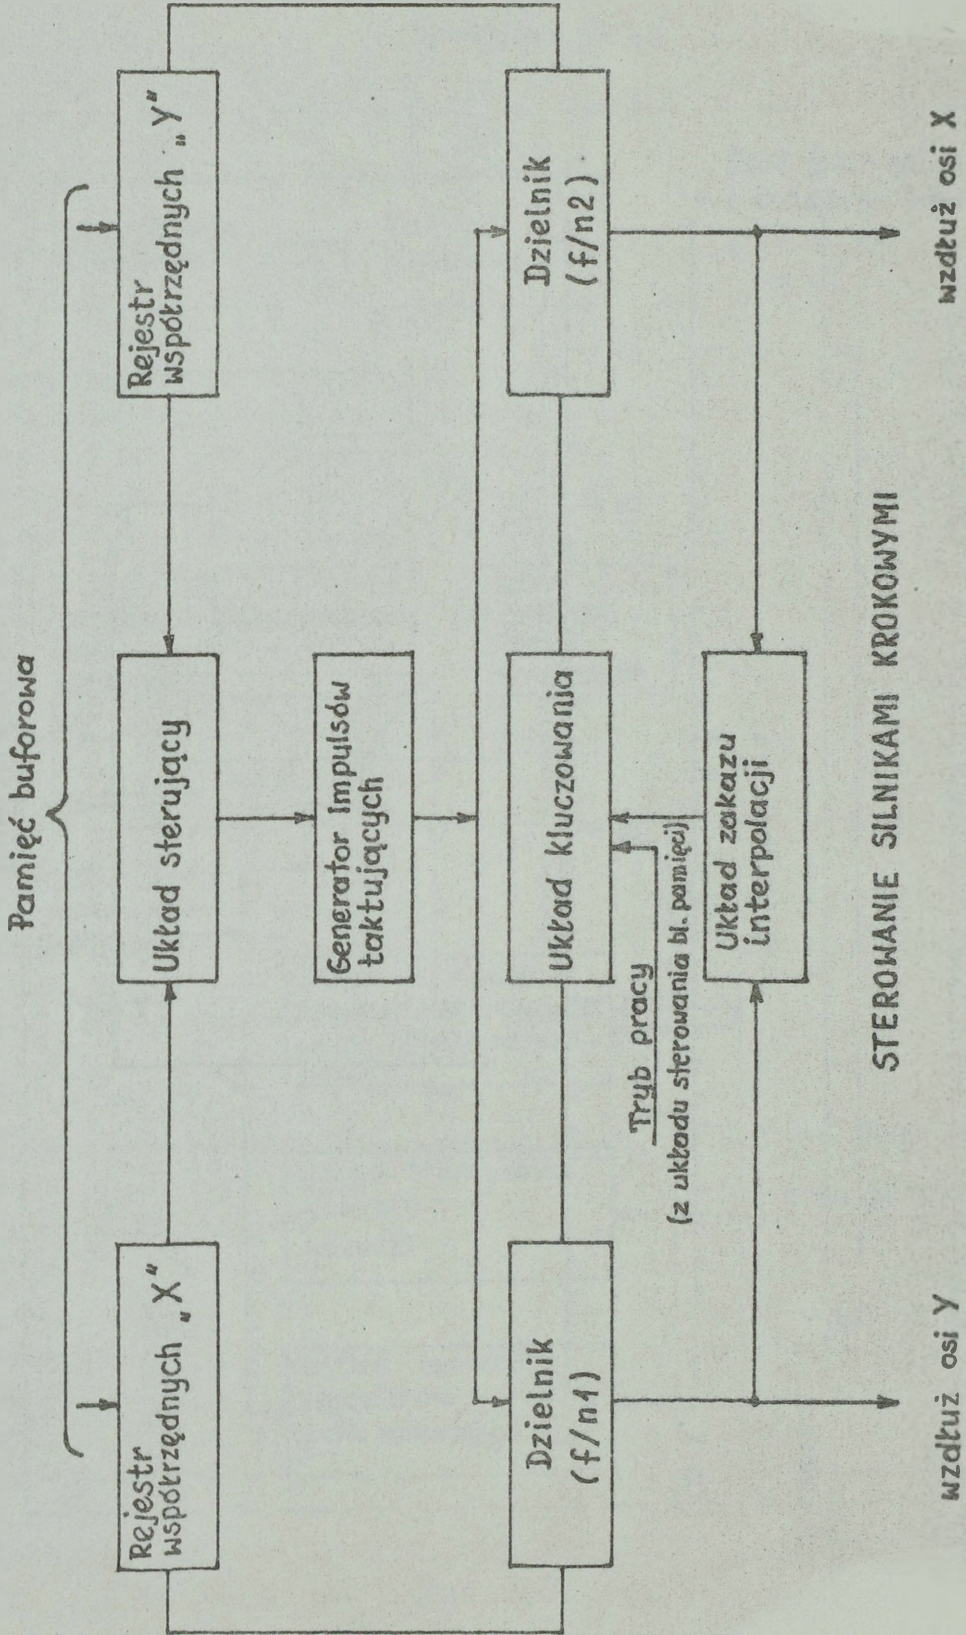 Pamięć buforowa
Rejestr
współrzędnych „X"
Układ sterujący
Rejestr
współrzędnych „Y"
Generator impulsów
taktujących
Dzielnik
(f/n1)
Układ kluczowania
Dzielnik
(f/n2)
Tryb pracy
(z układu sterowania bl. pamięci)
Układ zakazu
interpolacji
STEROWANIE SILNIKAMI KROKOWYMI
wzdłuż osi Y
wzdłuż osi X